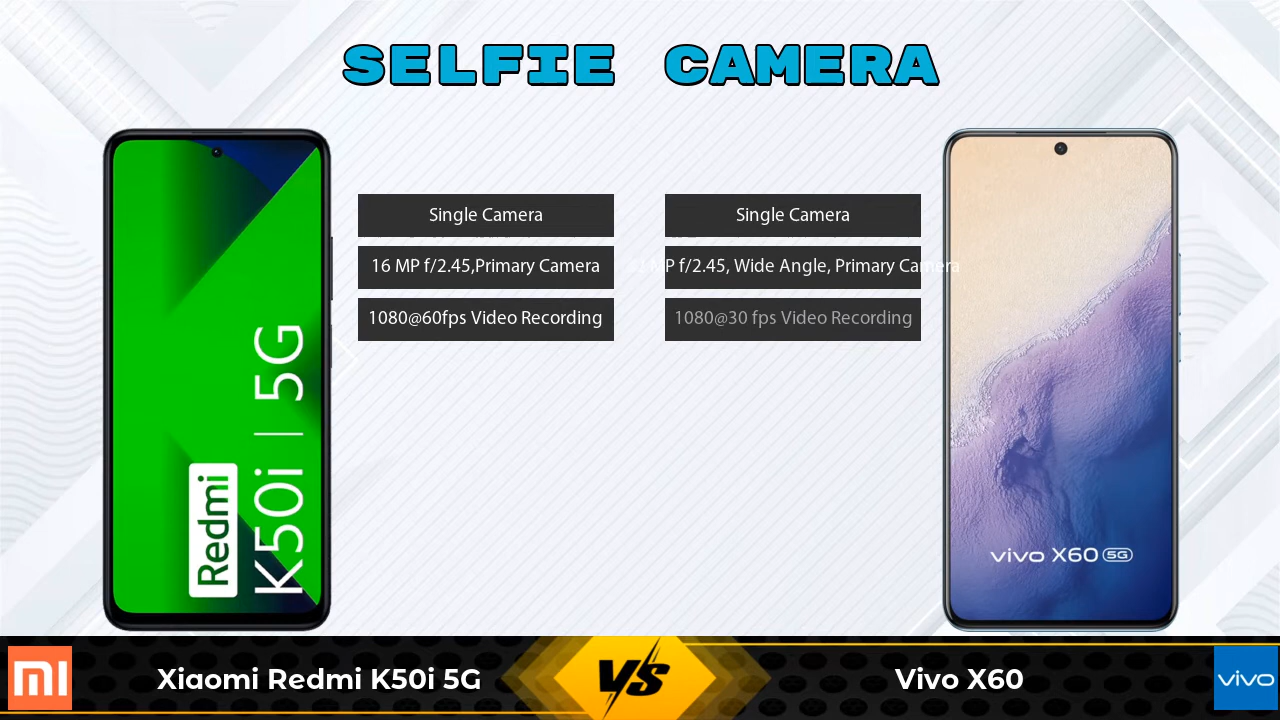 SELFIE CAMERA
Single Camera
16 MP f/2.45,Primary Camera
1080@60fps Video Recording
Single Camera
MP f/2.45, Wide Angle, Primary Camera
1080@30 fps Video Recording
Redmi
K50i | 5G
vivo X60 5G
mi
Xiaomi Redmi K50i 5G
VS
Vivo X60
vivo